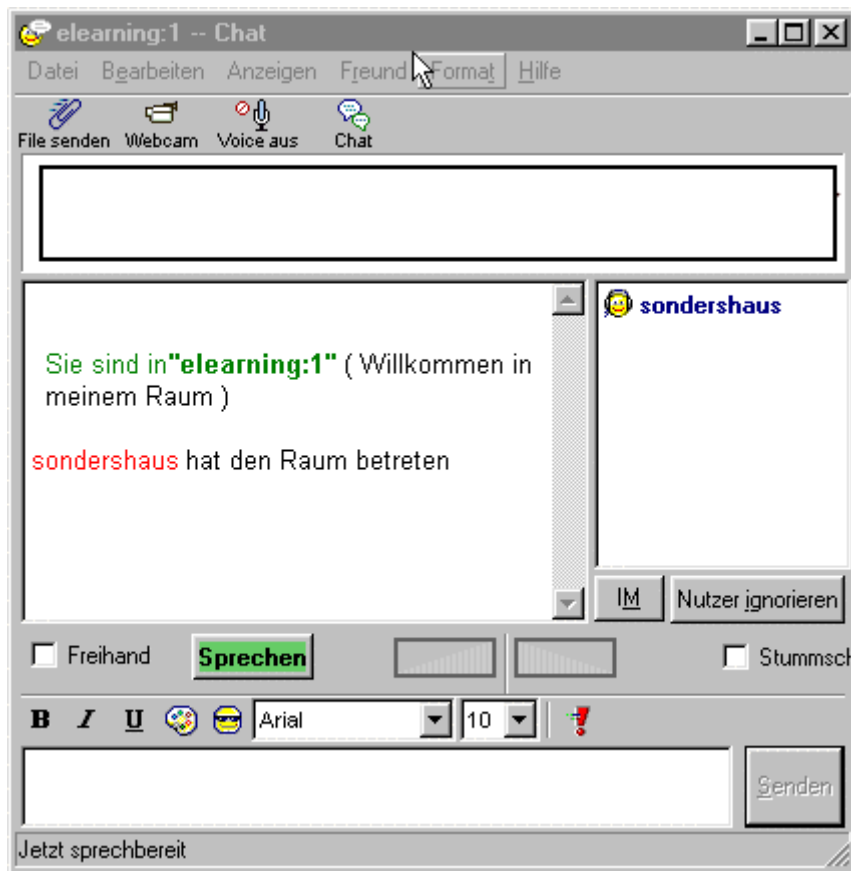 elearning:1 -- Chat
Datei Bearbeiten Anzeigen Freund Format Hilfe
File senden Webcam Voice aus Chat
Sie sind in"elearning:1" ( Willkommen in
meinem Raum )
sondershaus hat den Raum betreten
sondershaus
IM Nutzer ignorieren
Freihand Sprechen Stummsch
B I U Arial 10
Senden
Jetzt sprechbereit